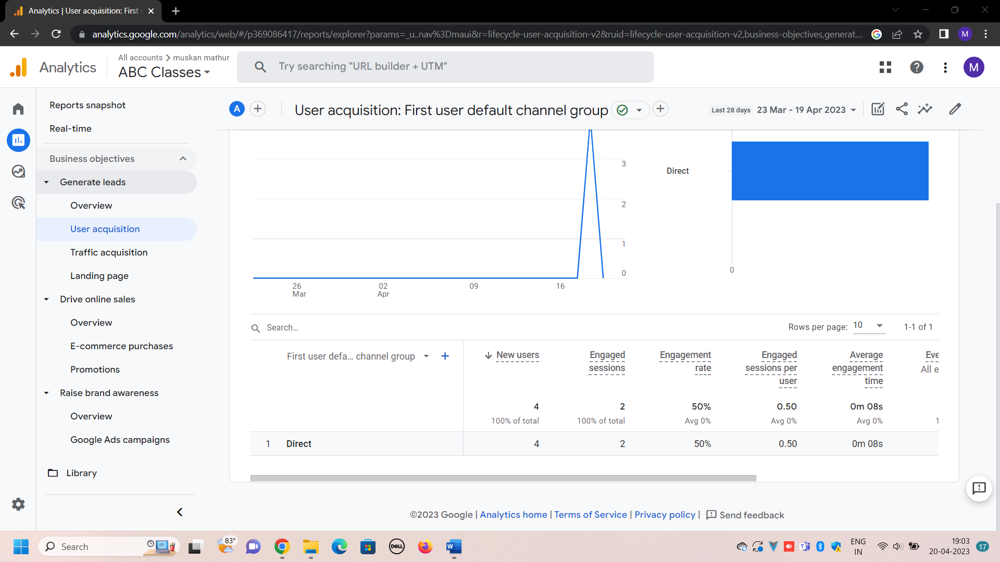 Analytics | User acquisition: First
analytics.google.com/analytics/web/#/p369086417/reports/explorer?params=_u..nav%3Dmaui&r=lifecycle-user-acquisition-v2&ruid=lifecycle-user-acquisition-v2,business-objectives,generat...
M
Analytics
All accounts > muskan mathur
ABC Classes
Try searching "URL builder + UTM"
M
Reports snapshot
Real-time
Business objectives
Generate leads
Overview
User acquisition
Traffic acquisition
Landing page
Drive online sales
Overview
E-commerce purchases
Promotions
Raise brand awareness
Overview
Google Ads campaigns
Library
A
User acquisition: First user default channel group
Last 28 days 23 Mar - 19 Apr 2023
3
2
1
0
26 Mar
02 Apr
09
16
Direct
0
Search...
Rows per page: 10
1-1 of 1
First user defa... channel group
New users
Engaged sessions
Engagement rate
Engaged sessions per user
Average engagement time
Eve
All e
4
2
50%
0.50
0m 08s
100% of total
100% of total
Avg 0%
Avg 0%
Avg 0%
1
1 Direct 4 2 50% 0.50 0m 08s
©2023 Google | Analytics home | Terms of Service | Privacy policy | Send feedback
Search
83°
DELL
W
ENG
IN
19:03
20-04-2023
17